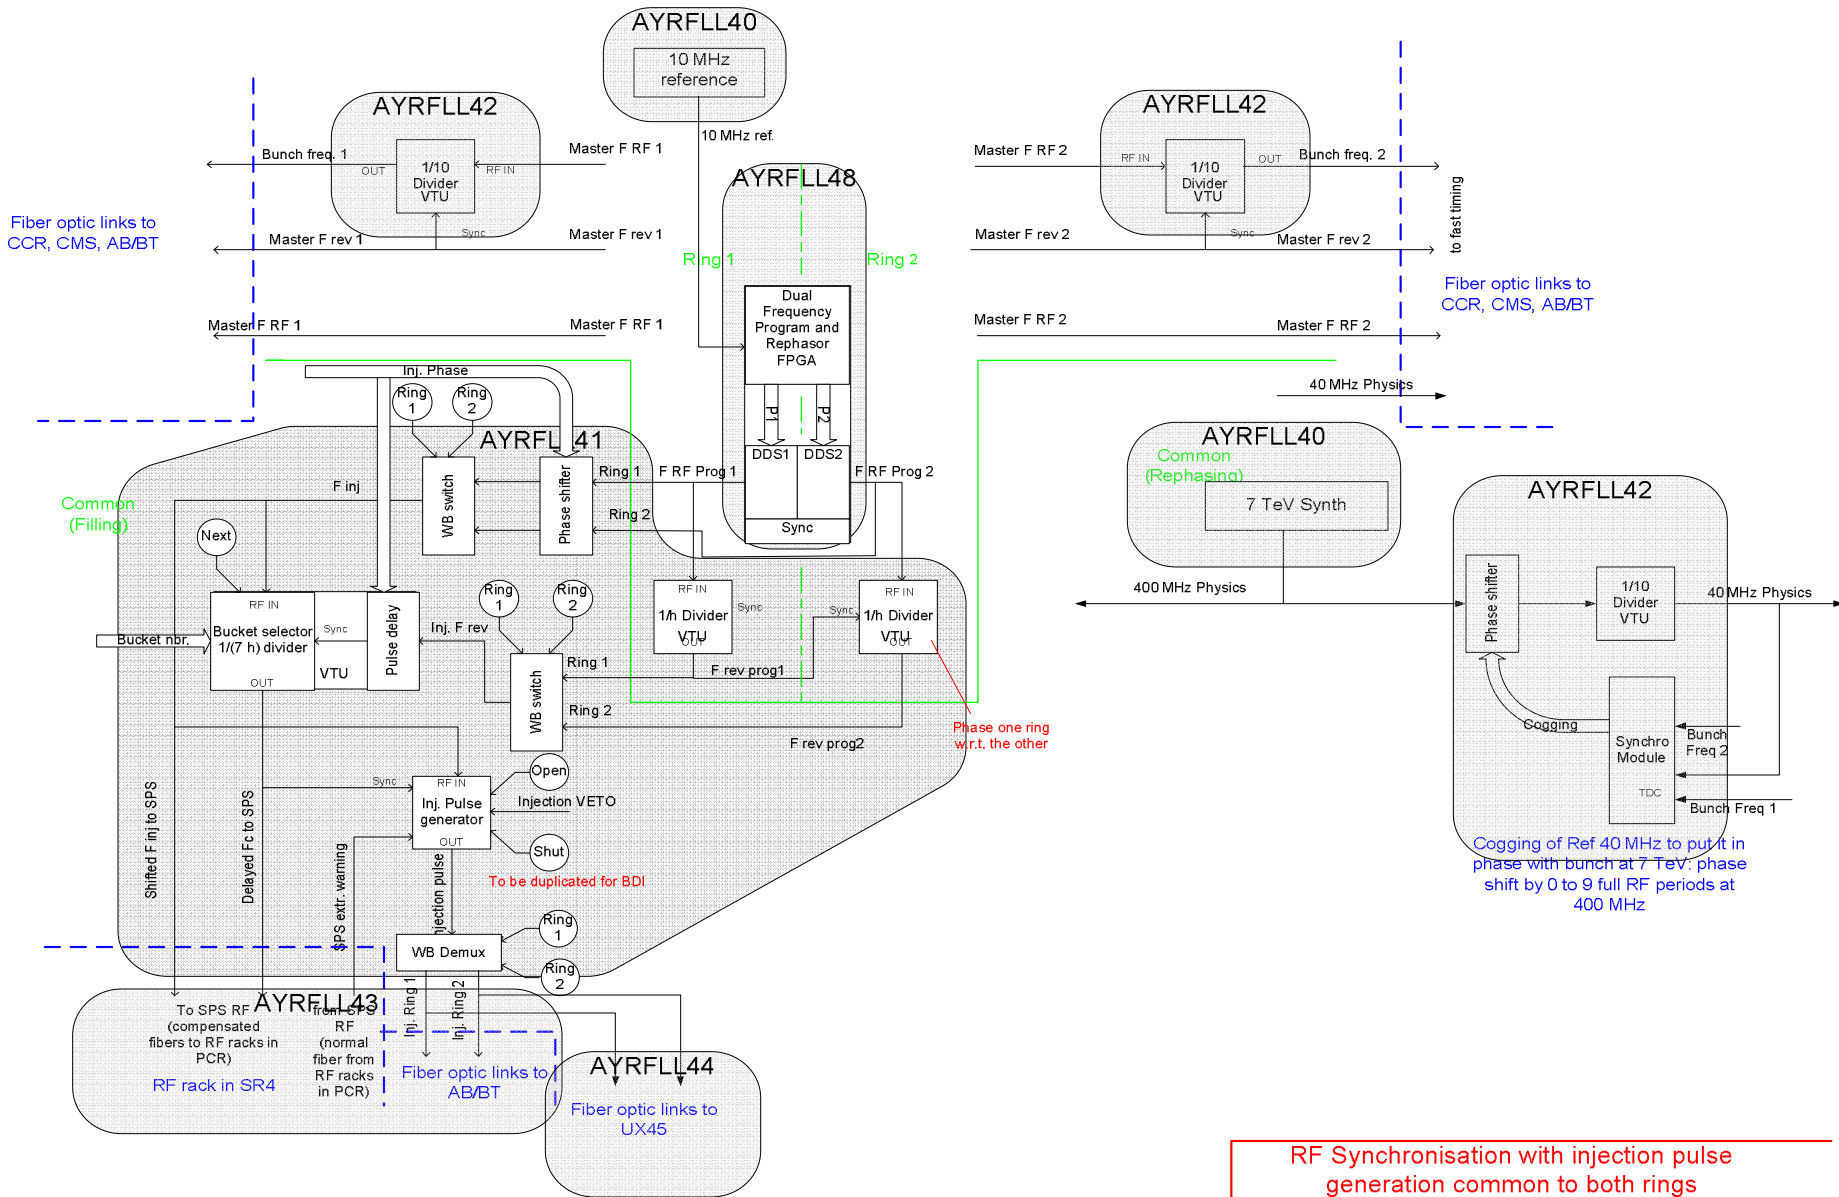 AYRFLL40
10 MHz
reference
10 MHz ref.
AYRFLL42
Bunch freq. 1
OUT
1/10
Divider
VTU
RF IN
Sync
Master F RF 1
Master F rev 1
Master F rev 1
Master F RF 1
Master F RF 1
Fiber optic links to
CCR, CMS, AB/BT
AYRFLL48
Ring 1
Ring 2
Dual
Frequency
Program and
Rephasor
FPGA
P1
P2
DDS1
DDS2
Sync
AYRFLL42
Master F RF 2
RF IN
1/10
Divider
VTU
OUT
Bunch freq. 2
Sync
Master F rev 2
Master F rev 2
Master F RF 2
Master F RF 2
to fast timing
Fiber optic links to
CCR, CMS, AB/BT
40 MHz Physics
Inj. Phase
Ring
1
Ring
2
AYRFLL41
Common
(Filling)
F inj
WB switch
Phase shifter
Ring 1
Ring 2
F RF Prog 1
F RF Prog 2
Next
RF IN
Bucket selector
1/(7 h) divider
OUT
Sync
VTU
Bucket nbr.
Pulse delay
Inj. F rev
Ring
1
Ring
2
WB switch
Ring 1
Ring 2
RF IN
1/h Divider
VTU
OUT
Sync
Sync
RF IN
1/h Divider
VTU
OUT
F rev prog1
F rev prog2
Phase one ring
w.r.t. the other
Shifted F inj to SPS
Delayed Fc to SPS
SPS extr. warning
Sync
RF IN
Inj. Pulse
generator
OUT
Open
Injection VETO
Shut
To be duplicated for BDI
Injection pulse
WB Demux
Ring
1
Ring
2
Inj. Ring 1
Inj. Ring 2
AYRFLL43
To SPS RF
(compensated
fibers to RF racks in
PCR)
RF rack in SR4
from SPS
RF
(normal
fiber from
RF racks
in PCR)
Fiber optic links to
AB/BT
AYRFLL44
Fiber optic links to
UX45
AYRFLL40
Common
(Rephasing)
7 TeV Synth
400 MHz Physics
AYRFLL42
Phase shifter
1/10
Divider
VTU
40 MHz Physics
Cogging
Synchro
Module
TDC
Bunch
Freq 2
Bunch Freq 1
Cogging of Ref 40 MHz to put it in
phase with bunch at 7 TeV: phase
shift by 0 to 9 full RF periods at
400 MHz
RF Synchronisation with injection pulse
generation common to both rings